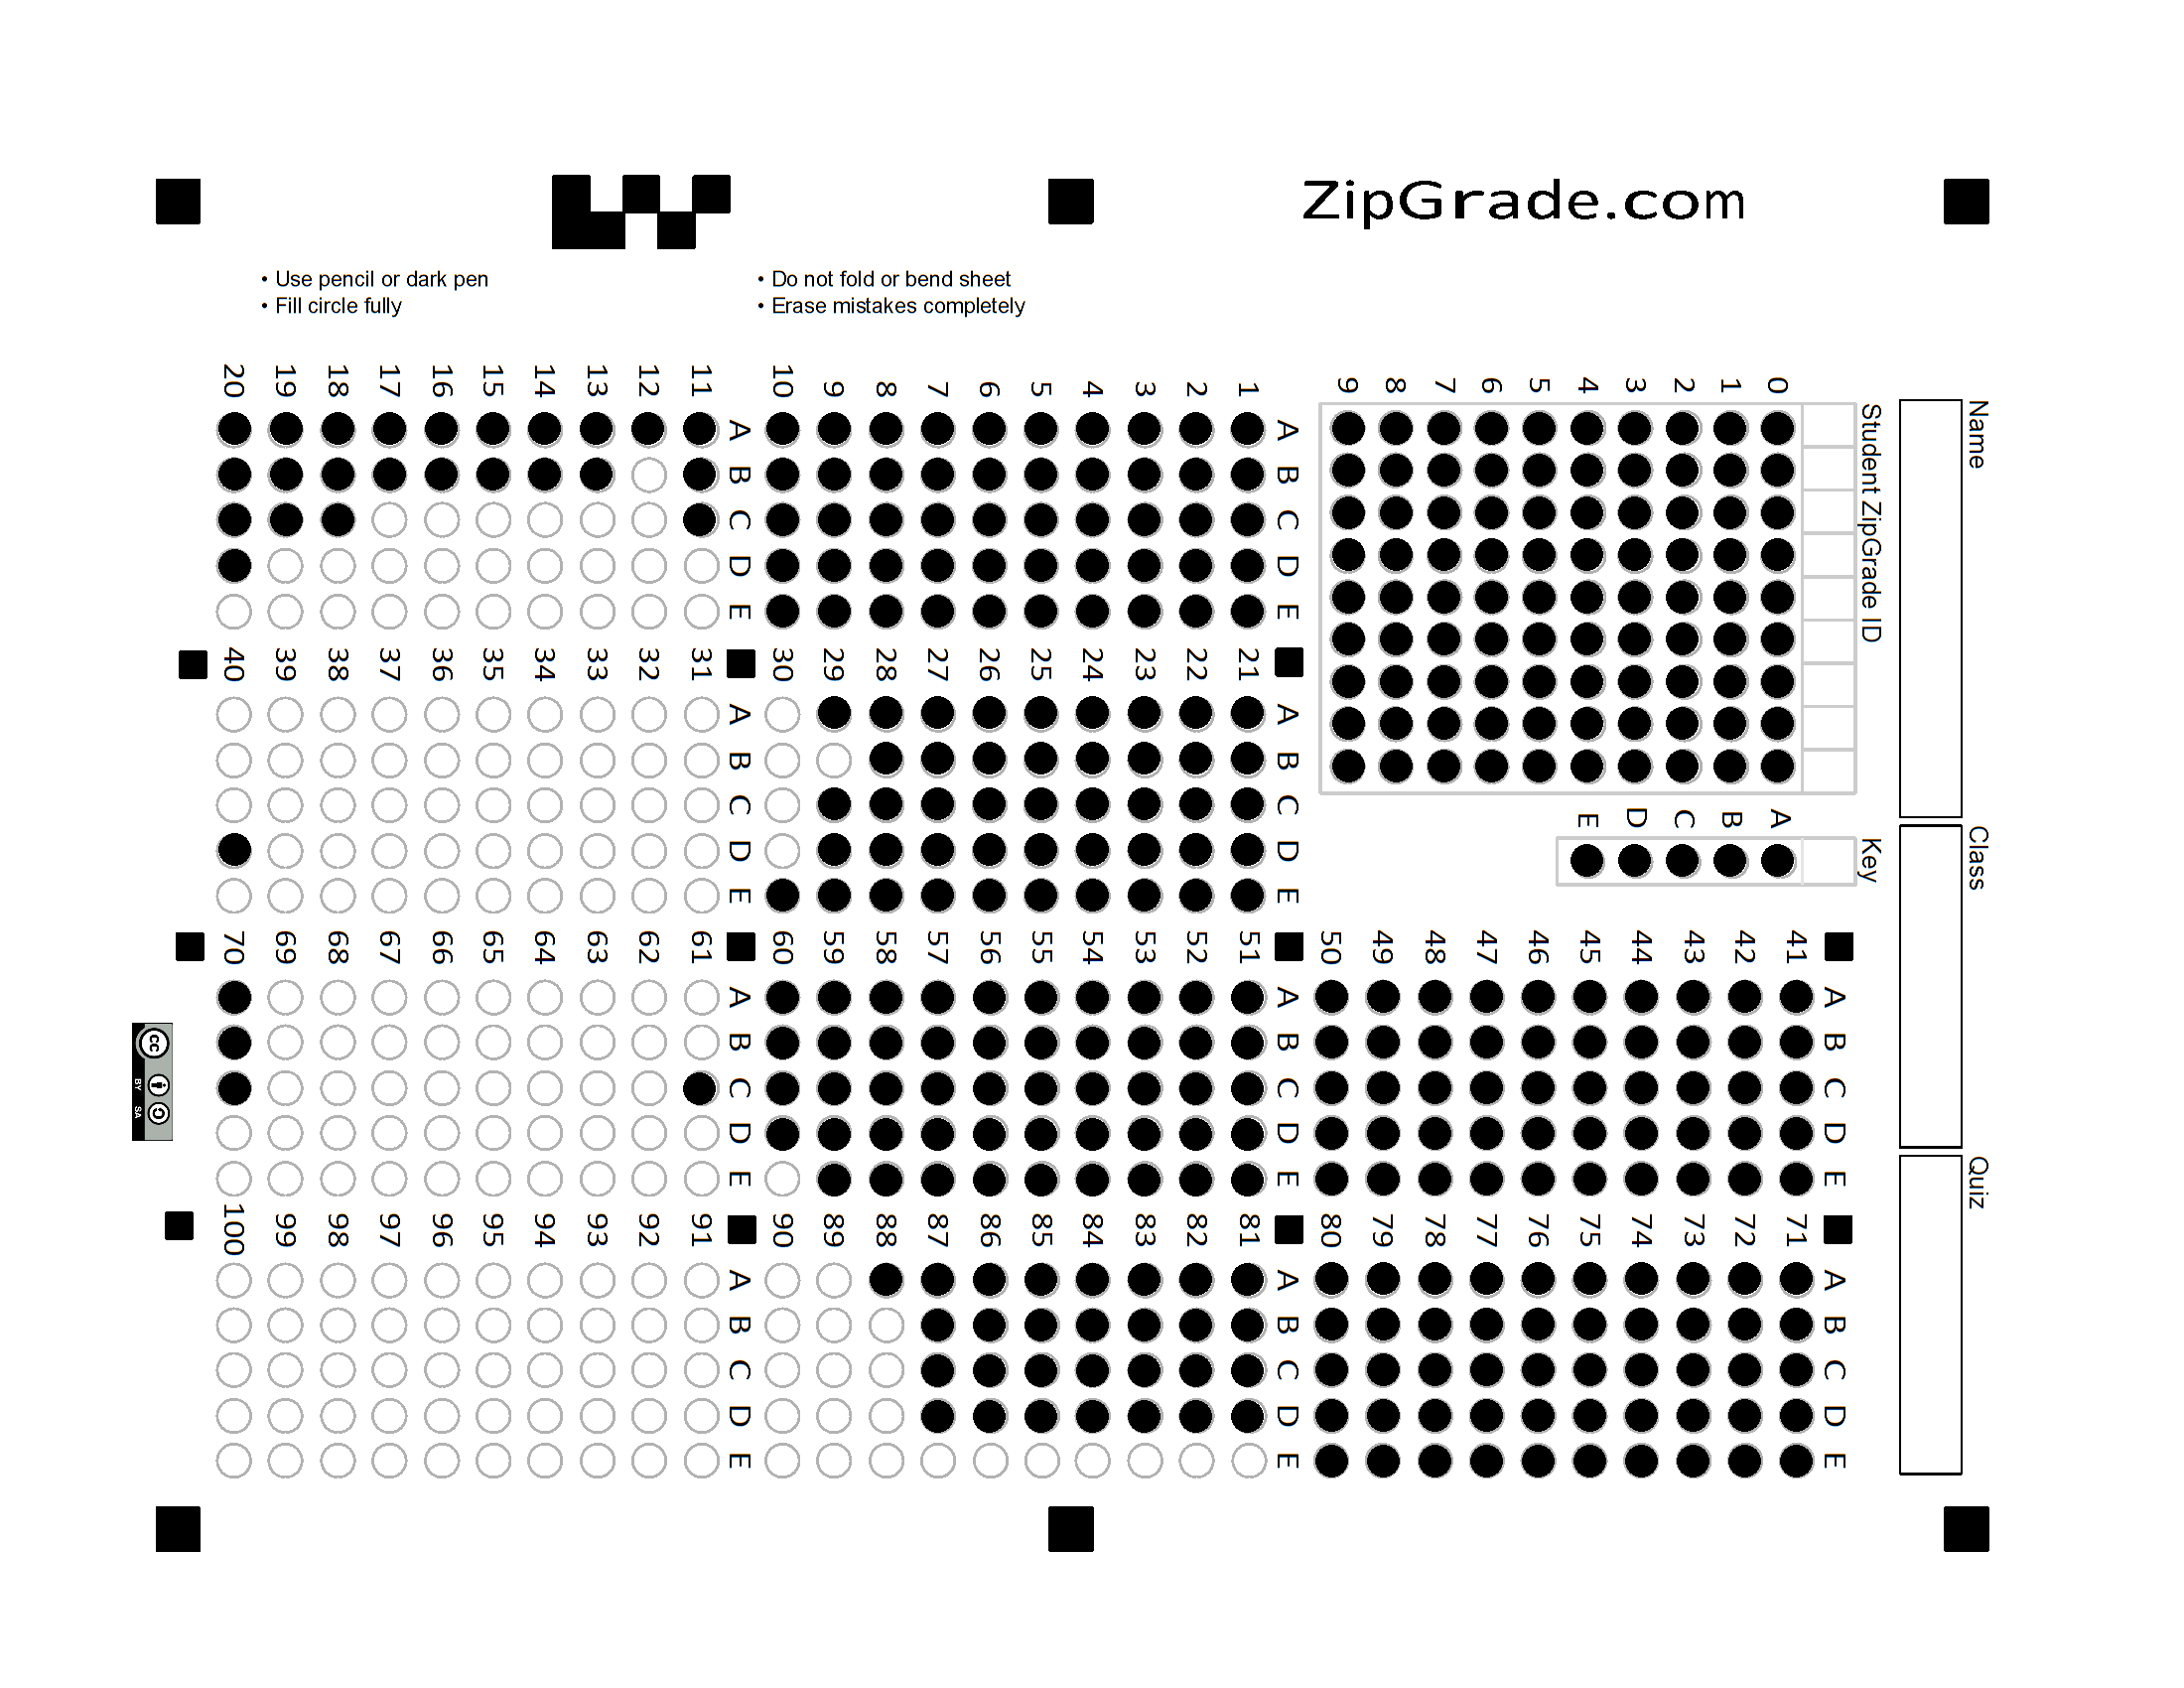 ZipGrade.com
• Use pencil or dark pen
• Fill circle fully
• Do not fold or bend sheet
• Erase mistakes completely
Name
Class
Quiz
Student ZipGrade ID
0 1 2 3 4 5 6 7 8 9
Key
A B C D E
1 2 3 4 5 6 7 8 9 10
A B C D E
11 12 13 14 15 16 17 18 19 20
A B C D E
21 22 23 24 25 26 27 28 29 30
A B C D E
31 32 33 34 35 36 37 38 39 40
A B C D E
41 42 43 44 45 46 47 48 49 50
A B C D E
51 52 53 54 55 56 57 58 59 60
A B C D E
61 62 63 64 65 66 67 68 69 70
A B C D E
71 72 73 74 75 76 77 78 79 80
A B C D E
81 82 83 84 85 86 87 88 89 90
A B C D E
91 92 93 94 95 96 97 98 99 100
A B C D E
cc
BY SA